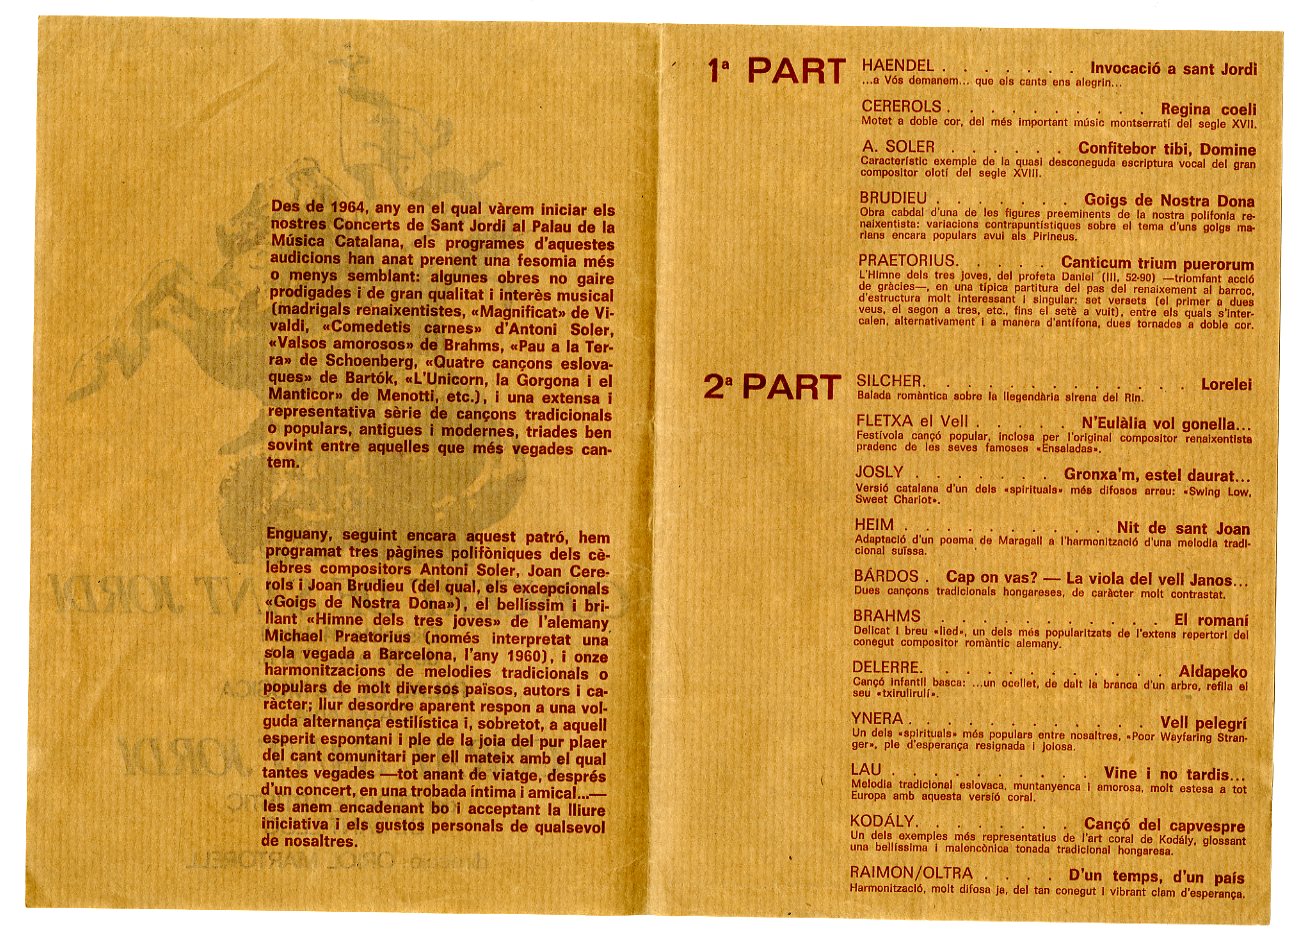 Des de 1964, any en el qual vàrem iniciar els
nostres Concerts de Sant Jordi al Palau de la
Música Catalana, els programes d'aquestes
audicions han anat prenent una fesomia més
o menys semblant: algunes obres no gaire
prodigades i de gran qualitat i interès musical
(madrigals renaixentistes, «Magnificat» de Vi-
valdi, «Comedetis carnes» d'Antoni Soler,
«Valsos amorosos» de Brahms, «Pau a la Ter-
ra» de Schoenberg, «Quatre cançons eslova-
ques» de Bartók, «L'Unicorn, la Gorgona i el
Manticor» de Menotti, etc.), i una extensa i
representativa sèrie de cançons tradicionals
o populars, antigues i modernes, triades ben
sovint entre aquelles que més vegades can-
tem.
Enguany, seguint encara aquest patró, hem
programat tres pàgines polifòniques dels cè-
lebres compositors Antoni Soler, Joan Cere-
rols i Joan Brudieu (del qual, els excepcionals
«Goigs de Nostra Dona»), el bellíssim i bri-
llant «Himne dels tres joves» de l'alemany
Michael Praetorius (només interpretat una
sola vegada a Barcelona, l'any 1960), i onze
harmonitzacions de melodies tradicionals o
populars de molt diversos països, autors i ca-
ràcter; llur desordre aparent respon a una vol-
guda alternança estilística i, sobretot, a aquell
esperit espontani i ple de la joia del pur plaer
del cant comunitari per ell mateix amb el qual
tantes vegades —tot anant de viatge, després
d'un concert, en una trobada íntima i amical...—
les anem encadenant bo i acceptant la lliure
iniciativa i els gustos personals de qualsevol
de nosaltres.
1ª PART
HAENDEL . . . . . . . Invocació a sant Jordi
...a Vós demanem... que els cants ens alegrin...
CEREROLS . . . . . . . . . Regina coeli
Motet a doble cor, del més important músic montserratí del segle XVII.
A. SOLER . . . . . . Confitebor tibi, Domine
Característic exemple de la quasi desconeguda escriptura vocal del gran
compositor olotí del segle XVIII.
BRUDIEU . . . . . . . Goigs de Nostra Dona
Obra cabdal d'una de les figures preeminents de la nostra polifonia re-
naixentista: variacions contrapuntístiques sobre el tema d'uns goigs ma-
rians encara populars avui als Pirineus.
PRAETORIUS. . . . . Canticum trium puerorum
L'Himne dels tres joves, del profeta Daniel (III, 52-90) —triomfant acció
de gràcies—, en una típica partitura del pas del renaixement al barroc,
d'estructura molt interessant i singular: set versets (el primer a dues
veus, el segon a tres, etc., fins el setè a vuit), entre els quals s'inter-
calen, alternativament i a manera d'antífona, dues tornades a doble cor.
2ª PART
SILCHER. . . . . . . . . . . . . Lorelei
Balada romàntica sobre la llegendària sirena del Rin.
FLETXA el Vell . . . . . N'Eulàlia vol gonella...
Festívola cançó popular, inclosa per l'original compositor renaixentista
pradenc de les seves famoses «Ensaladas».
JOSLY . . . . . . . Gronxa'm, estel daurat...
Versió catalana d'un dels «spirituals» més difosos arreu: «Swing Low,
Sweet Chariot».
HEIM . . . . . . . . . . Nit de sant Joan
Adaptació d'un poema de Maragall a l'harmonització d'una melodia tradi-
cional suïssa.
BÁRDOS . Cap on vas? — La viola del vell Janos...
Dues cançons tradicionals hongareses, de caràcter molt contrastat.
BRAHMS . . . . . . . . . . . El romaní
Delicat i breu «lied», un dels més popularitzats de l'extens repertori del
conegut compositor romàntic alemany.
DELERRE. . . . . . . . . . . Aldapeko
Cançó infantil basca: ...un ocellet, de dalt la branca d'un arbre, refila el
seu «txirulirulí».
YNERA . . . . . . . . . . Vell pelegrí
Un dels «spirituals» més populars entre nosaltres, «Poor Wayfaring Stran-
ger», ple d'esperança resignada i joiosa.
LAU . . . . . . . . . . Vine i no tardis...
Melodia tradicional eslovaca, muntanyenca i amorosa, molt estesa a tot
Europa amb aquesta versió coral.
KODÁLY. . . . . . . . Cançó del capvespre
Un dels exemples més representatius de l'art coral de Kodály, glossant
una bellíssima i malencònica tonada tradicional hongaresa.
RAIMON/OLTRA . . . . D'un temps, d'un país
Harmonització, molt difosa ja, del tan conegut i vibrant clam d'esperança.